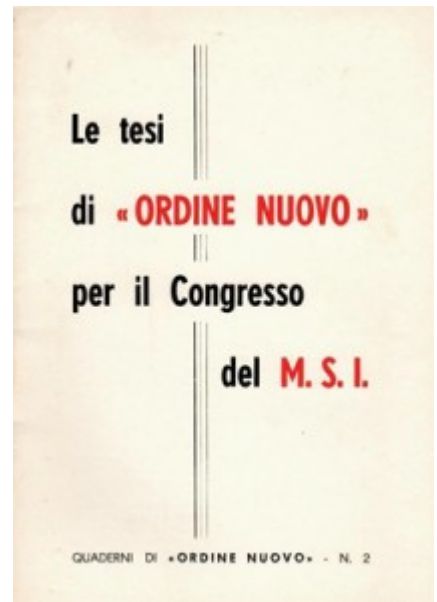 Le tesi
di « ORDINE NUOVO »
per il Congresso
del M. S. I.
QUADERNI DI «ORDINE NUOVO» - N. 2